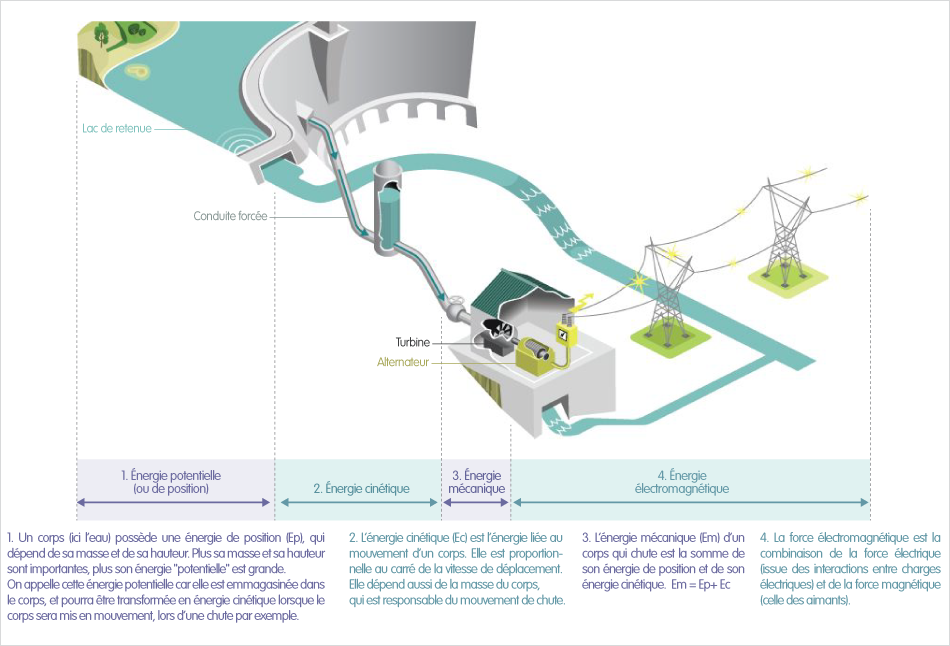 Lac de retenue
Conduite forcée
Turbine
Alternateur
1. Énergie potentielle
(ou de position)
2. Énergie cinétique
3. Énergie
mécanique
4. Énergie
électromagnétique
1. Un corps (ici l'eau) possède une énergie de position (Ep), qui
dépend de sa masse et de sa hauteur. Plus sa masse et sa hauteur
sont importantes, plus son énergie "potentielle" est grande.
On appelle cette énergie potentielle car elle est emmagasinée dans
le corps, et pourra être transformée en énergie cinétique lorsque le
corps sera mis en mouvement, lors d'une chute par exemple.
2. L'énergie cinétique (Ec) est l'énergie liée au
mouvement d'un corps. Elle est proportion-
nelle au carré de la vitesse de déplacement.
Elle dépend aussi de la masse du corps,
qui est responsable du mouvement de chute.
3. L'énergie mécanique (Em) d'un
corps qui chute est la somme de
son énergie de position et de son
énergie cinétique. Em = Ep+ Ec
4. La force électromagnétique est la
combinaison de la force électrique
(issue des interactions entre charges
électriques) et de la force magnétique
(celle des aimants).